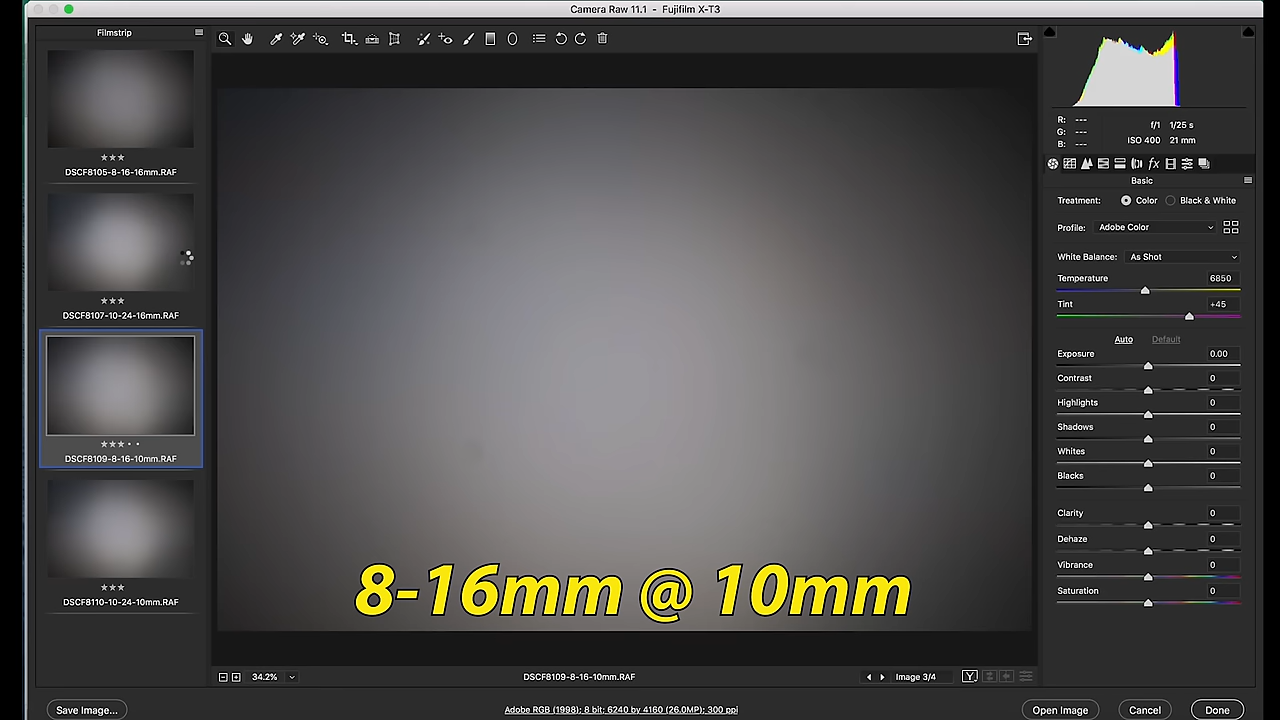 Camera Raw 11.1 - Fujifilm X-T3
Filmstrip
DSCF8105-8-16-16mm.RAF
DSCF8107-10-24-16mm.RAF
DSCF8109-8-16-10mm.RAF
DSCF8110-10-24-10mm.RAF
8-16mm @ 10mm
34.2%
DSCF8109-8-16-10mm.RAF
Image 3/4
Y
R: ---
G: ---
B: ---
f/1 1/25 s
ISO 400 21 mm
fx
Basic
Treatment: Color Black & White
Profile: Adobe Color
White Balance: As Shot
Temperature 6850
Tint +45
Auto Default
Exposure 0.00
Contrast 0
Highlights 0
Shadows 0
Whites 0
Blacks 0
Clarity 0
Dehaze 0
Vibrance 0
Saturation 0
Save Image...
Adobe RGB (1998); 8 bit; 6240 by 4160 (26.0MP); 300 ppi
Open Image Cancel Done